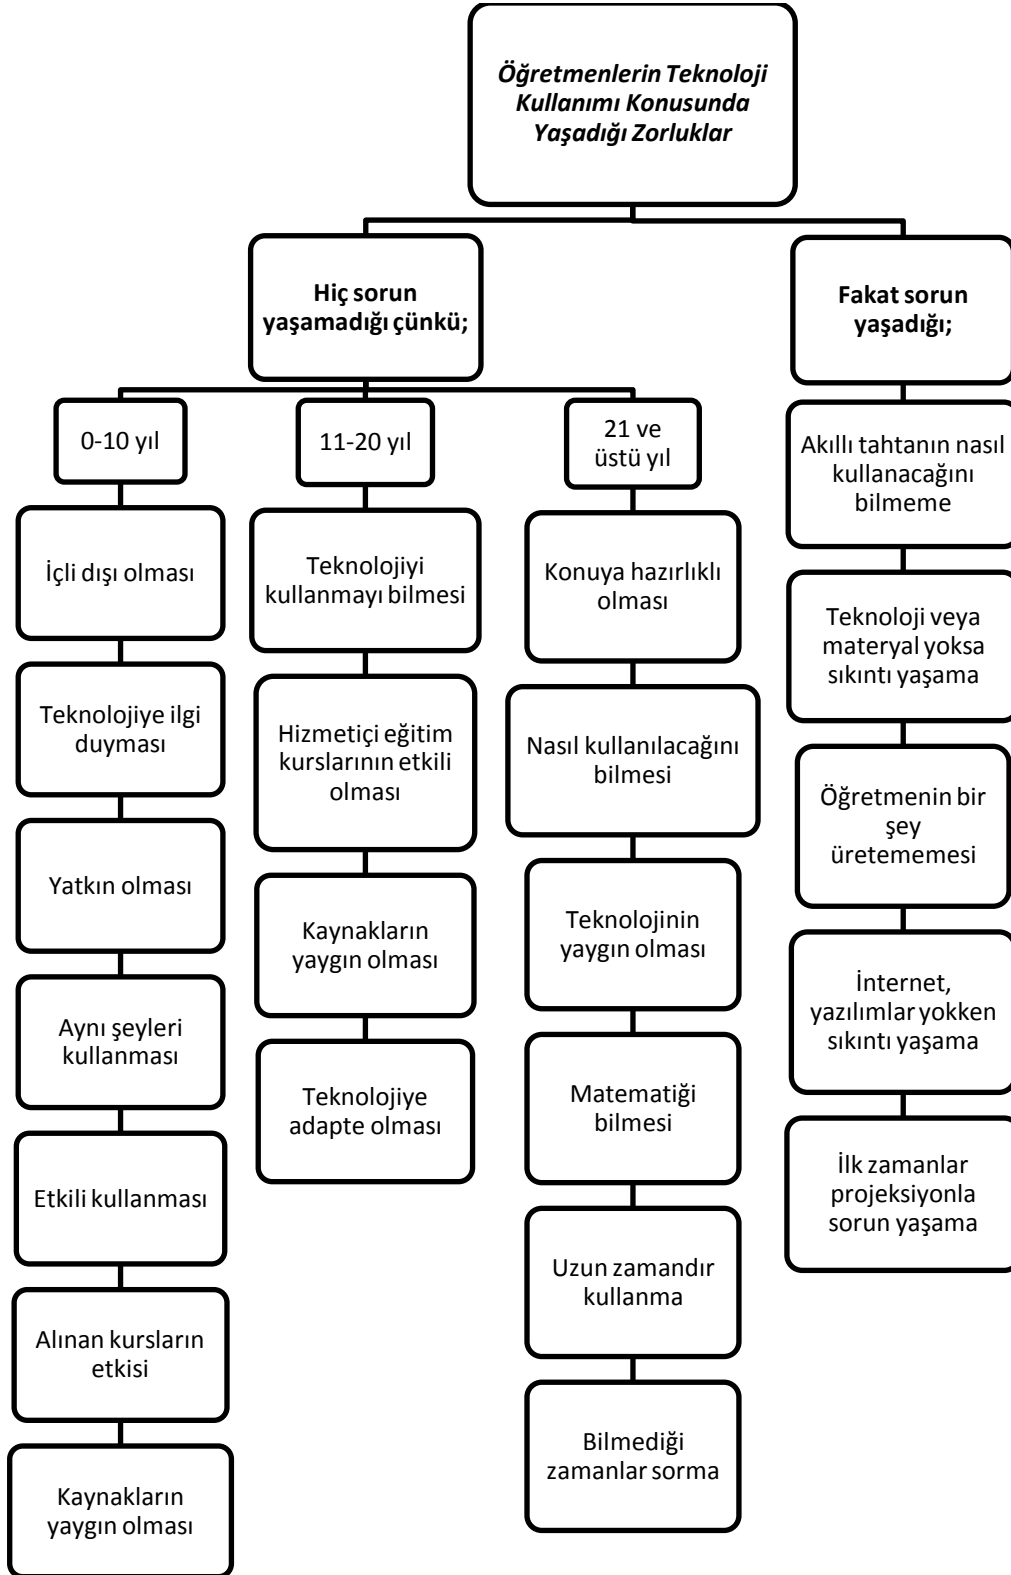 Öğretmenlerin Teknoloji
Kullanımı Konusunda
Yaşadığı Zorluklar
Hiç sorun
yaşamadığı çünkü;
0-10 yıl
İçli dışı olması
Teknolojiye ilgi
duyması
Yatkın olması
Aynı şeyleri
kullanması
Etkili kullanması
Alınan kursların
etkisi
Kaynakların
yaygın olması
11-20 yıl
Teknolojiyi
kullanmayı bilmesi
Hizmetiçi eğitim
kurslarının etkili
olması
Kaynakların
yaygın olması
Teknolojiye
adapte olması
21 ve
üstü yıl
Konuya hazırlıklı
olması
Nasıl kullanılacağını
bilmesi
Teknolojinin
yaygın olması
Matematiği
bilmesi
Uzun zamandır
kullanma
Bilmediği
zamanlar sorma
Fakat sorun
yaşadığı;
Akıllı tahtanın nasıl
kullanacağını
bilmeme
Teknoloji veya
materyal yoksa
sıkıntı yaşama
Öğretmenin bir
şey
üretememesi
İnternet,
yazılımlar yokken
sıkıntı yaşama
İlk zamanlar
projeksiyonla
sorun yaşama